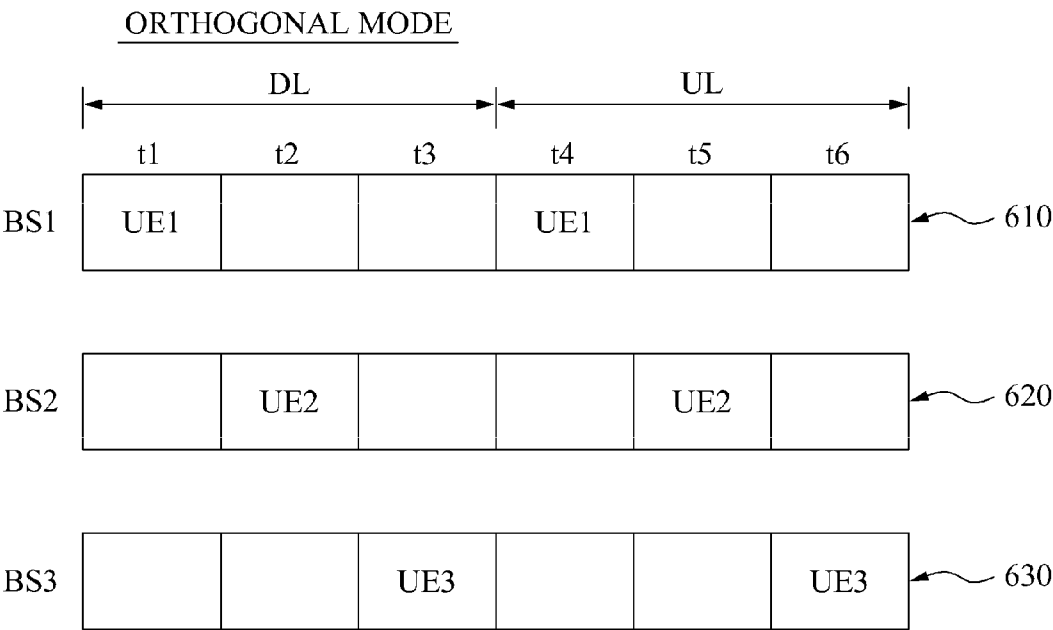 ORTHOGONAL MODE
DL UL
t1 t2 t3 t4 t5 t6
BS1 UE1 UE1 610
BS2 UE2 UE2 620
BS3 UE3 UE3 630